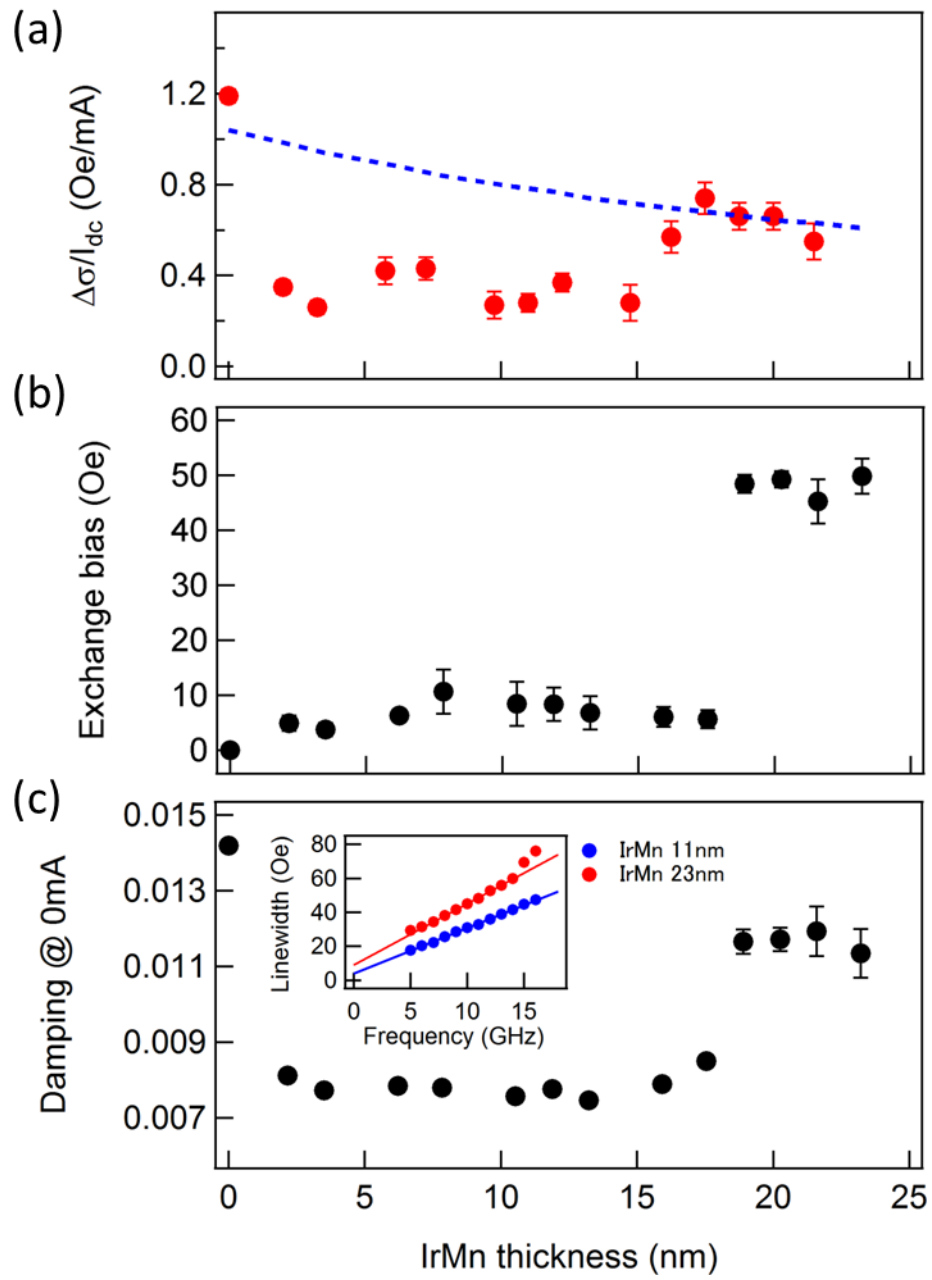 (a)
Δσ/I_dc (Oe/mA)
1.2
0.8
0.4
0.0
(b)
Exchange bias (Oe)
60
50
40
30
20
10
0
(c)
Damping @ 0mA
0.015
0.013
0.011
0.009
0.007
Linewidth (Oe)
80
60
40
20
0
0 5 10 15
Frequency (GHz)
IrMn 11nm
IrMn 23nm
0 5 10 15 20 25
IrMn thickness (nm)